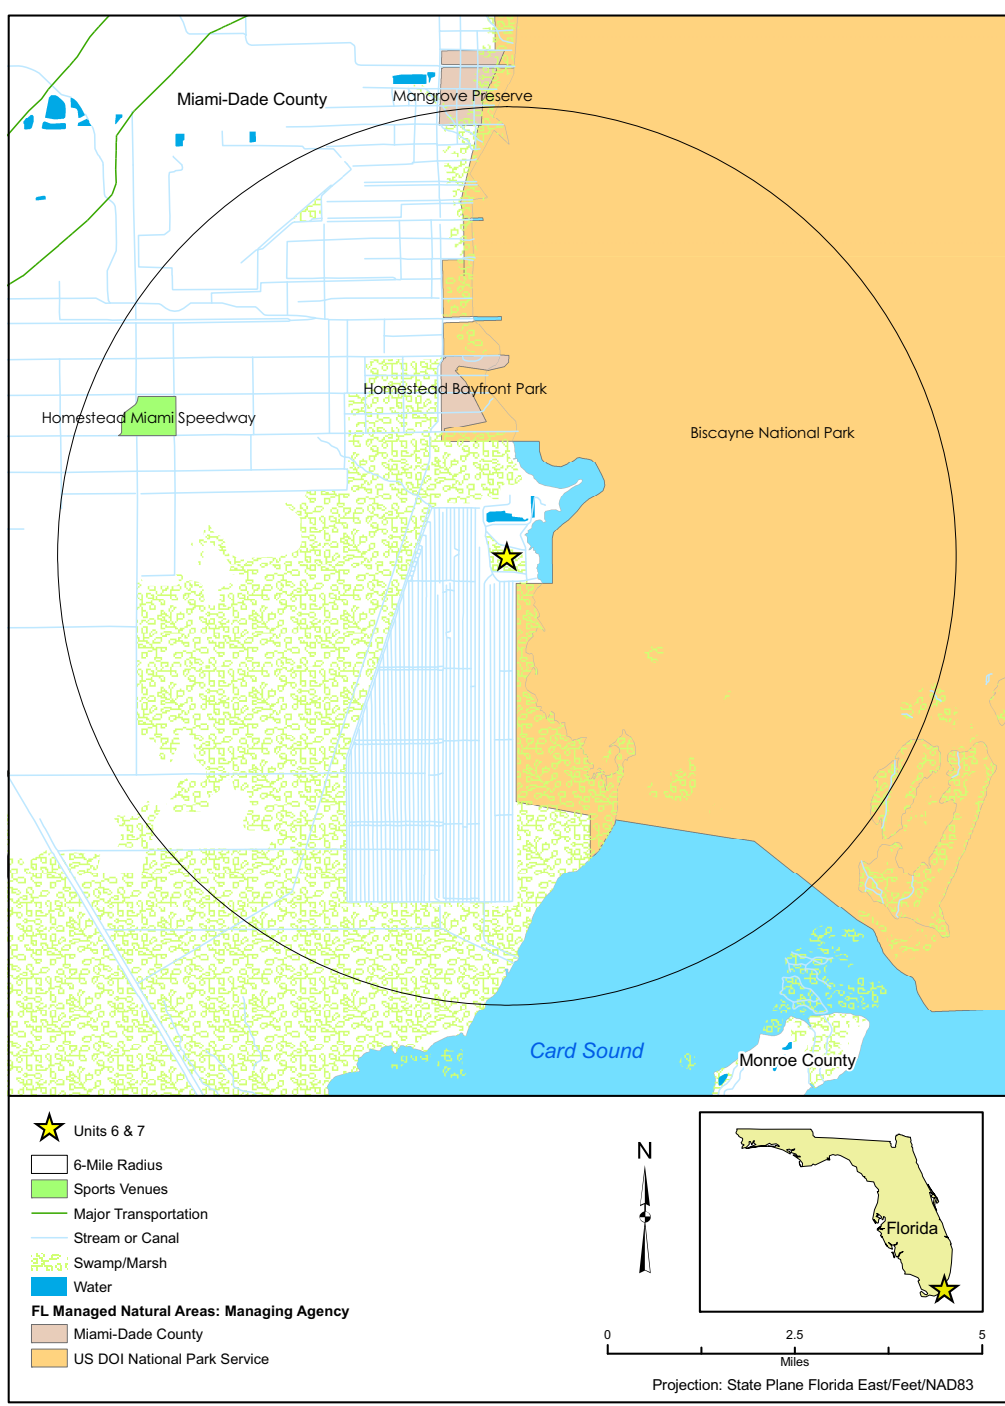 Miami-Dade County
Mangrove Preserve
Homestead Bayfront Park
Homestead Miami Speedway
Biscayne National Park
Card Sound
Monroe County
Units 6 & 7
6-Mile Radius
Sports Venues
Major Transportation
Stream or Canal
Swamp/Marsh
Water
FL Managed Natural Areas: Managing Agency
Miami-Dade County
US DOI National Park Service
N
Florida
0 2.5 5
Miles
Projection: State Plane Florida East/Feet/NAD83